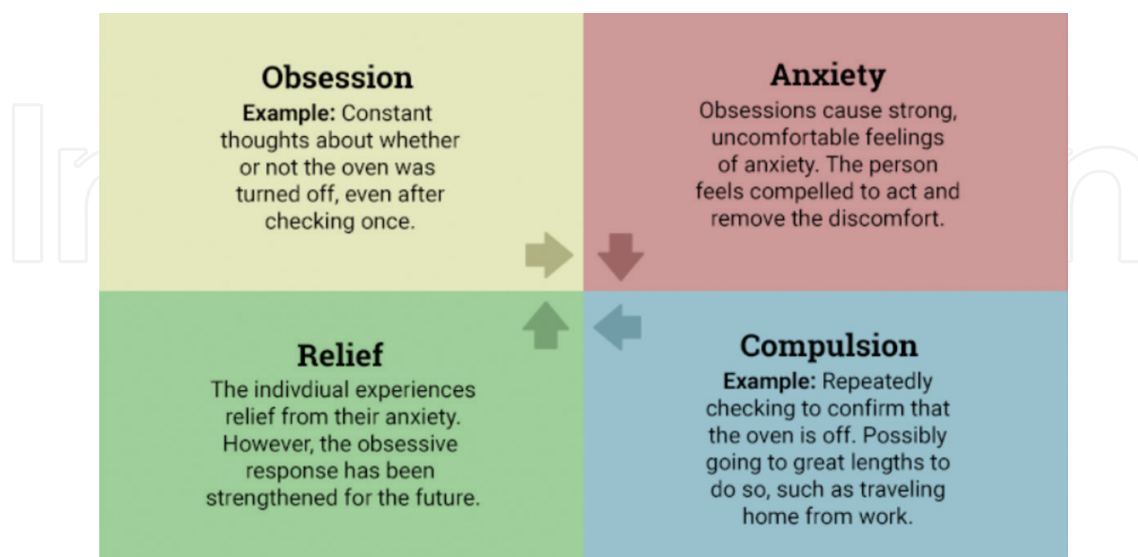 Obsession
Example: Constant
thoughts about whether
or not the oven was
turned off, even after
checking once.
Anxiety
Obsessions cause strong,
uncomfortable feelings
of anxiety. The person
feels compelled to act and
remove the discomfort.
Relief
The indivdiual experiences
relief from their anxiety.
However, the obsessive
response has been
strengthened for the future.
Compulsion
Example: Repeatedly
checking to confirm that
the oven is off. Possibly
going to great lengths to
do so, such as traveling
home from work.